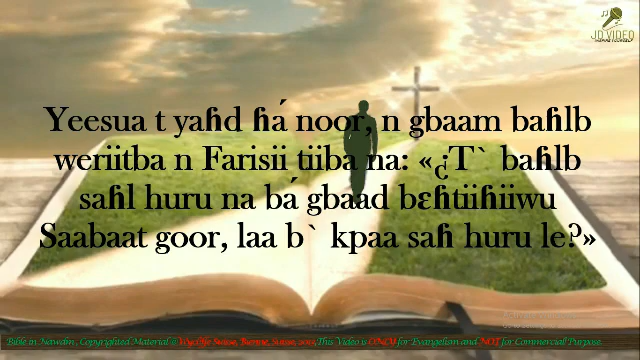 JD VIDEO
Yeesua t yaɦd ɦá noor, n gbaam baɦlb
weriitba n Farisii tiiba na: «¿T` baɦlb
saɦl huru na bá gbaad bɛɦtiiɦiiwu
Saabaat goor, laa b` kpaa saɦ huru le?»
Bible in Nawdm, Copyrighted Material @ Wycliffe Suisse, Bienne, Suisse, 2015 This Video is ONLY for Evangelism and NOT for Commercial Purpose.